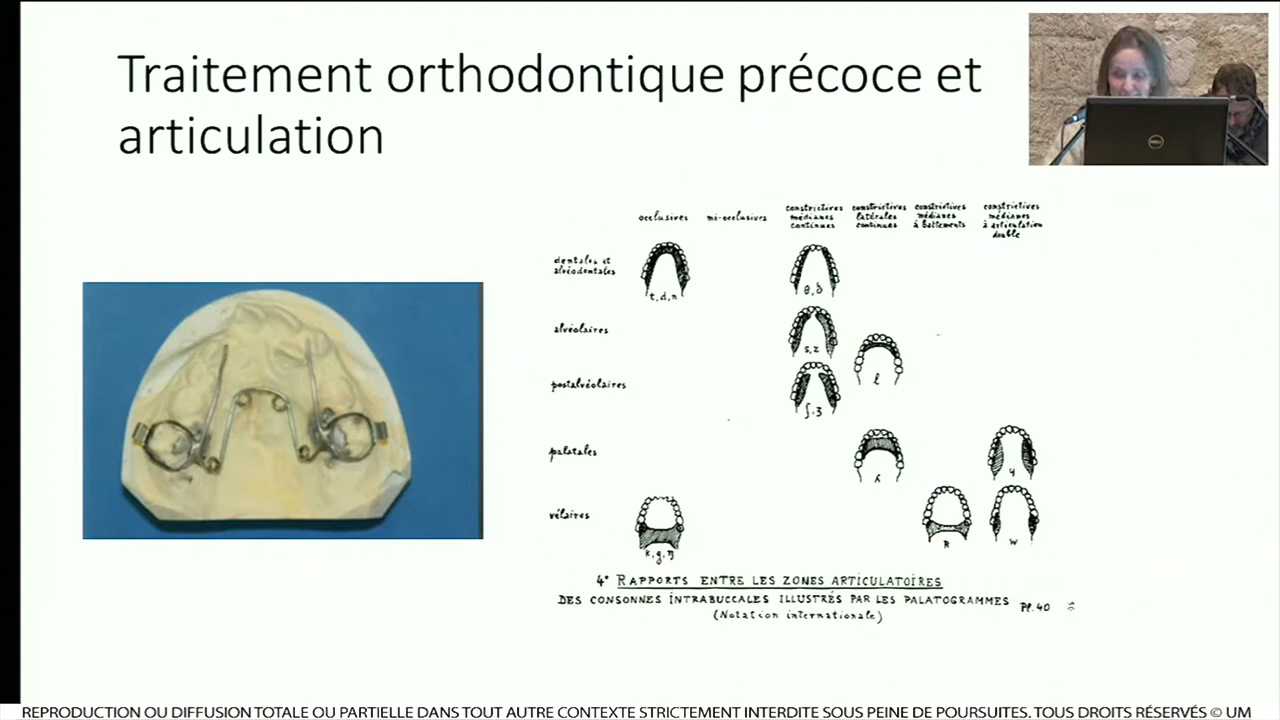 Traitement orthodontique précoce et
articulation
DELL
occlusives
mi-occlusives
constrictives
médianes
continues
constrictives
latérales
continues
constrictives
médianes
à battements
constrictives
médianes
à articulation
double
dentales et
alvéodentales
t, d, n
θ, δ
alvéolaires
s, z
l
postalvéolaires
ʃ, ʒ
palatales
ʎ
ɥ
vélaires
k, g, ŋ
R
w
4° RAPPORTS ENTRE LES ZONES ARTICULATOIRES
DES CONSONNES INTRABUCCALES ILLUSTRÉS PAR LES PALATOGRAMMES
(Notation internationale)
Pl. 40
REPRODUCTION OU DIFFUSION TOTALE OU PARTIELLE DANS TOUT AUTRE CONTEXTE STRICTEMENT INTERDITE SOUS PEINE DE POURSUITES. TOUS DROITS RÉSERVÉS © UM